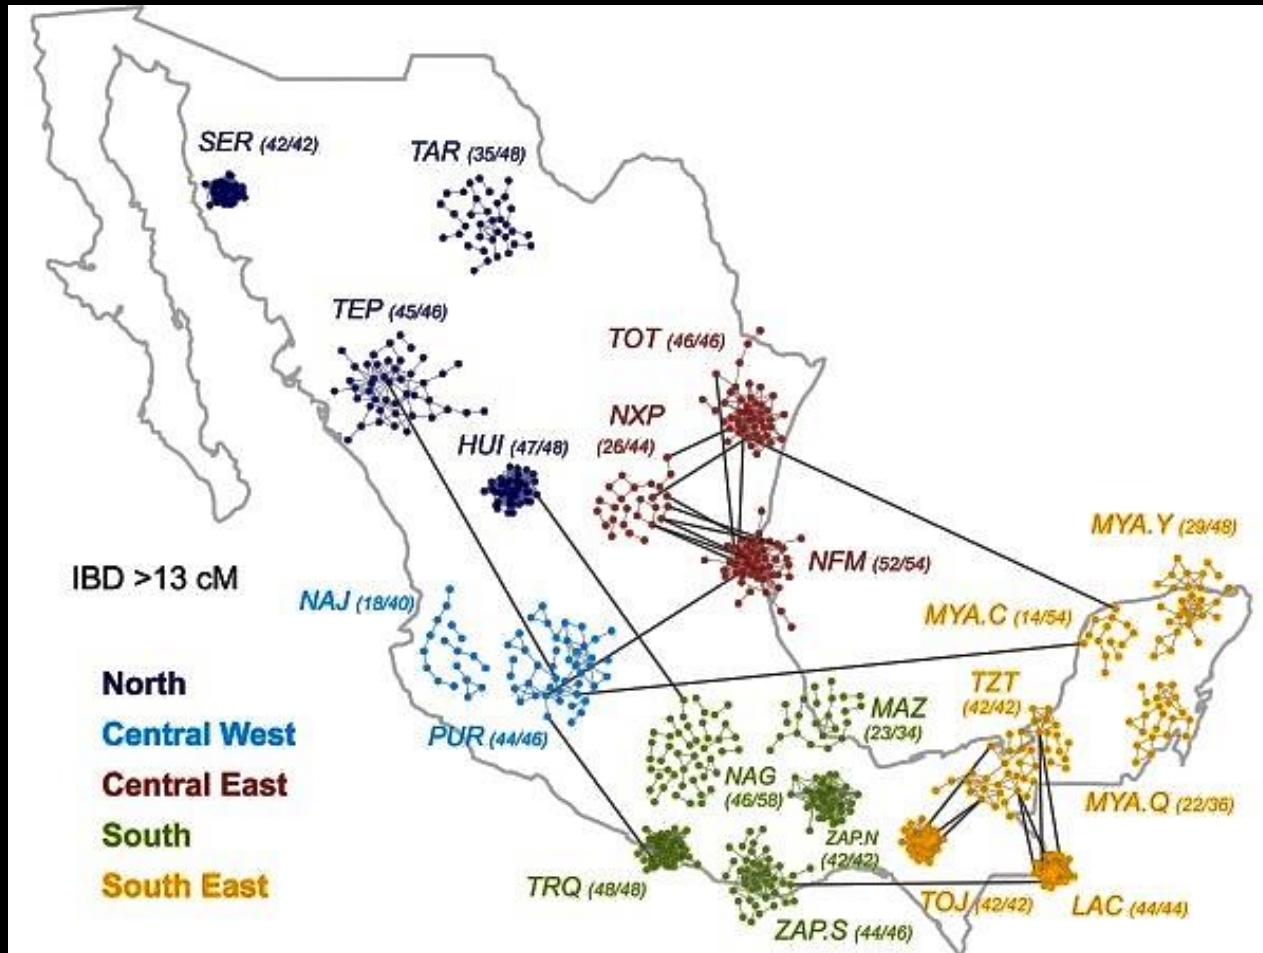 SER (42/42)
TAR (35/48)
TEP (45/46)
TOT (46/46)
NXP
(26/44)
HUI (47/48)
MYA.Y (29/48)
NFM (52/54)
IBD >13 cM
NAJ (18/40)
MYA.C (14/54)
TZT
(42/42)
North
MAZ
(23/34)
Central West
PUR (44/46)
NAG
(46/58)
Central East
MYA.Q (22/36)
South
ZAP.N
(42/42)
South East
TRQ (48/48)
TOJ (42/42)
LAC (44/44)
ZAP.S (44/46)